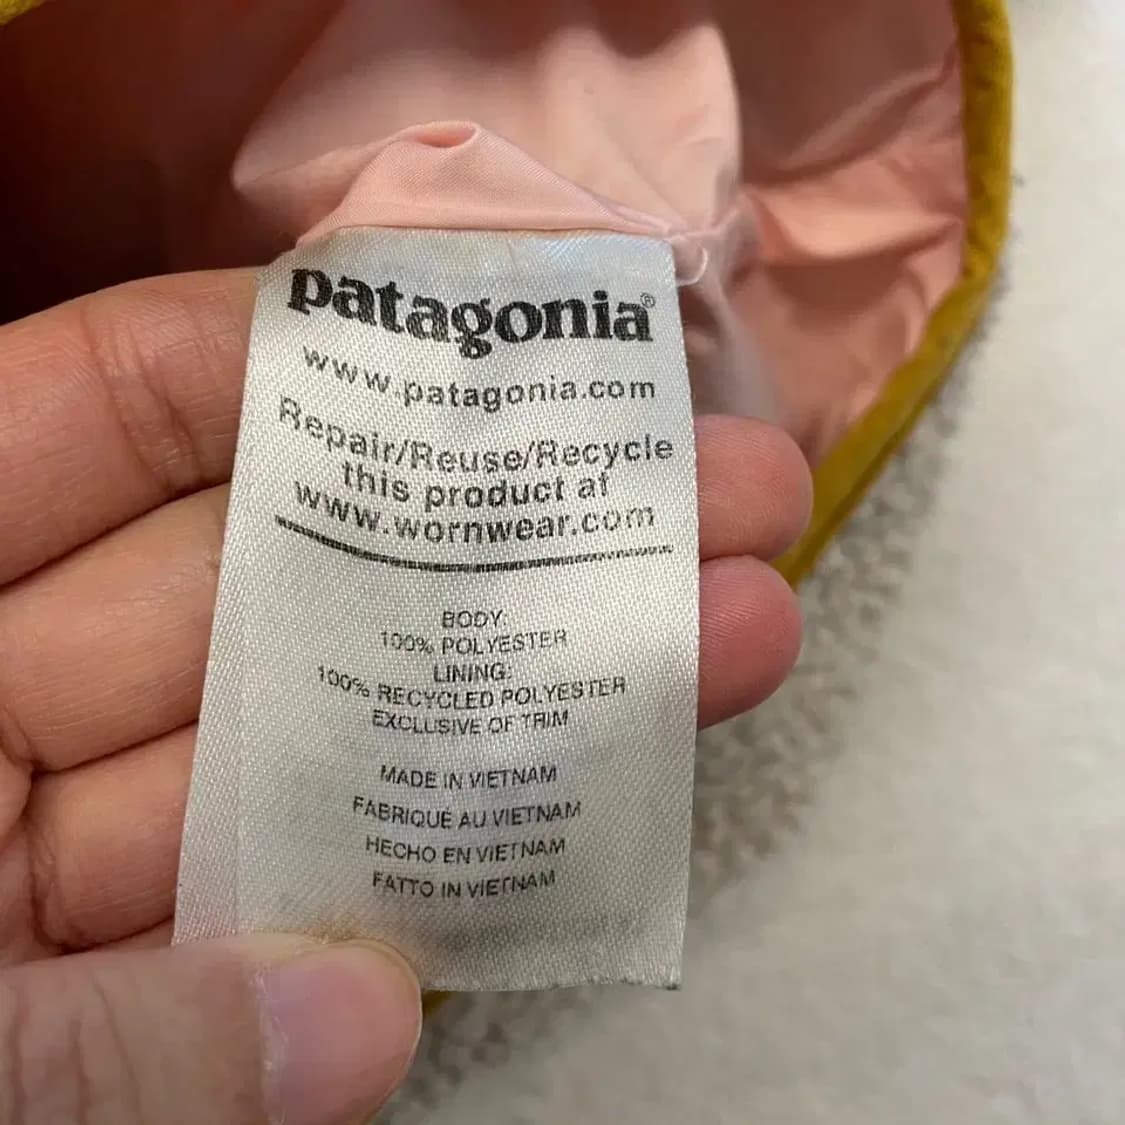 patagonia®
www.patagonia.com
Repair/Reuse/Recycle
this product at
www.wornwear.com
BODY:
100% POLYESTER
LINING:
100% RECYCLED POLYESTER
EXCLUSIVE OF TRIM
MADE IN VIETNAM
FABRIQUÉ AU VIETNAM
HECHO EN VIETNAM
FATTO IN VIETNAM